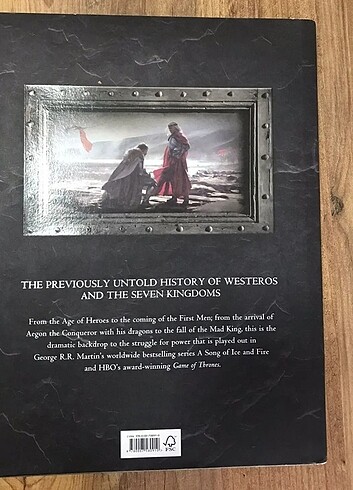 THE PREVIOUSLY UNTOLD HISTORY OF WESTEROS
AND THE SEVEN KINGDOMS
From the Age of Heroes to the coming of the First Men; from the arrival of
Aegon the Conqueror with his dragons to the fall of the Mad King, this is the
dramatic backdrop to the struggle for power that is played out in
George R.R. Martin's worldwide bestselling series A Song of Ice and Fire
and HBO's award-winning Game of Thrones.
FSC